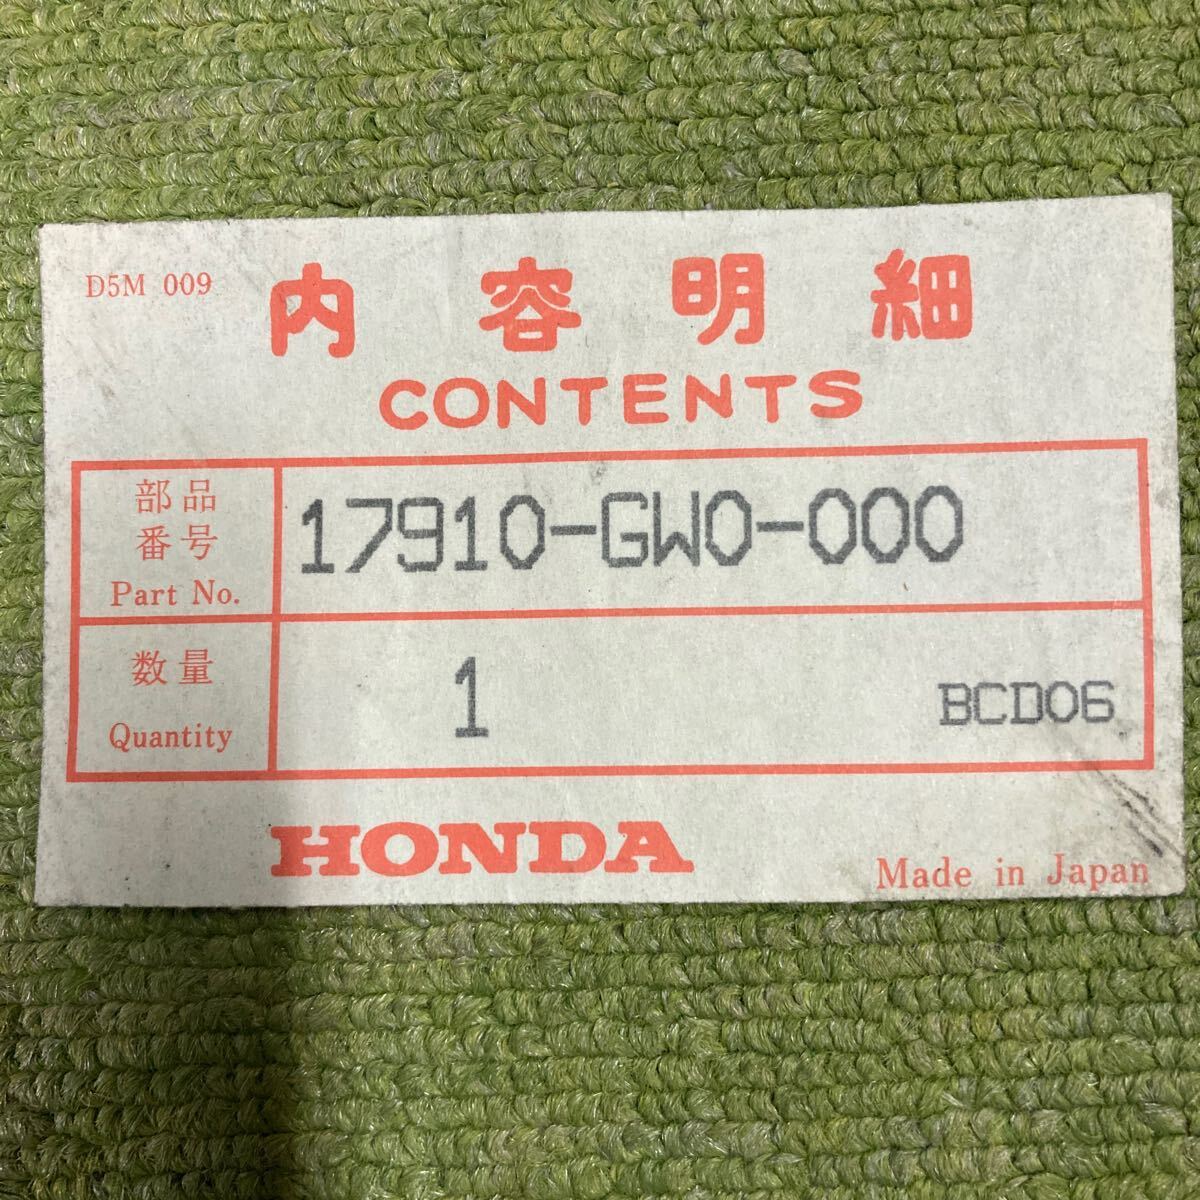 D5M 009
内容明細
CONTENTS
部品
番号
Part No.
17910-GW0-000
数量
Quantity
1
BCD06
HONDA
Made in Japan